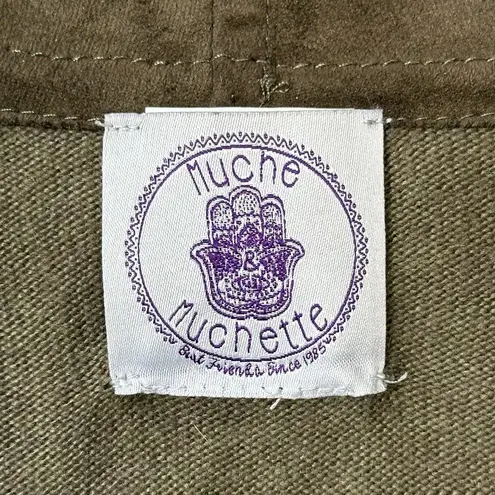 Muche
&
Muchette
Best Friends Since 1985